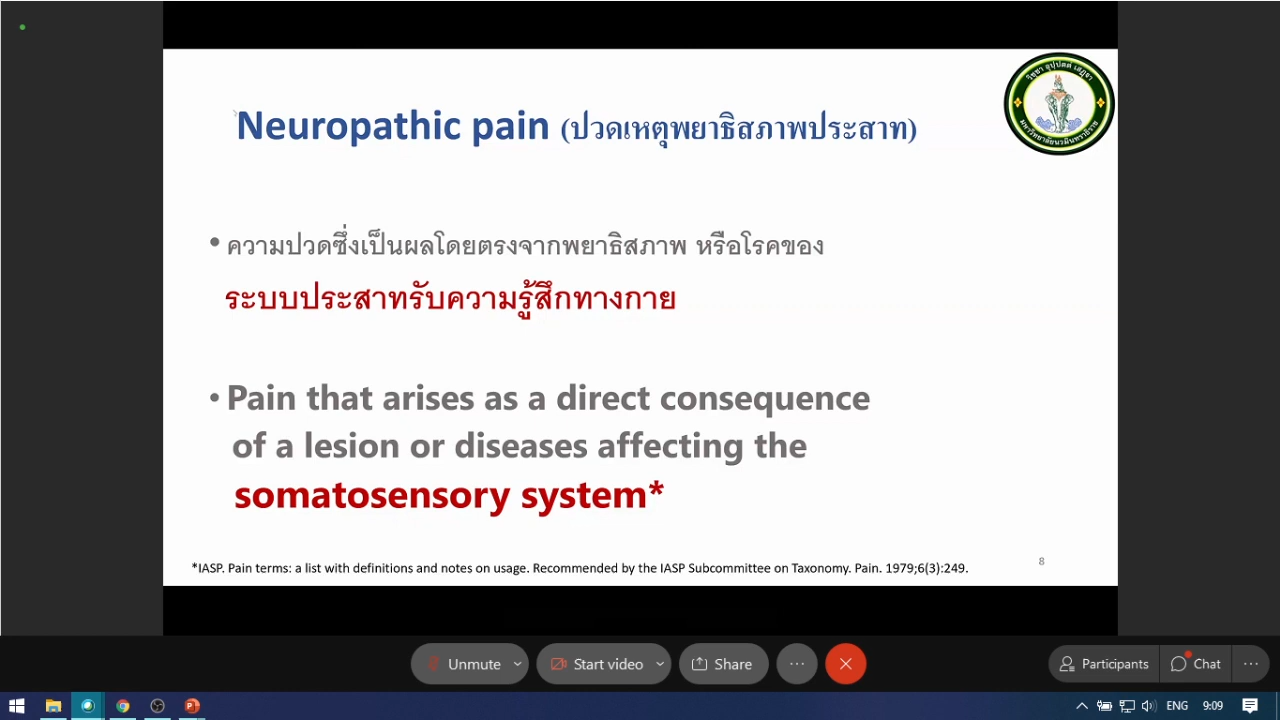 Neuropathic pain (ปวดเหตุพยาธิสภาพประสาท)
• ความปวดซึ่งเป็นผลโดยตรงจากพยาธิสภาพ หรือโรคของ
ระบบประสาทรับความรู้สึกทางกาย
• Pain that arises as a direct consequence
of a lesion or diseases affecting the
somatosensory system*
*IASP. Pain terms: a list with definitions and notes on usage. Recommended by the IASP Subcommittee on Taxonomy. Pain. 1979;6(3):249.
8
Unmute
Start video
Share
Participants
Chat
ENG
9:09